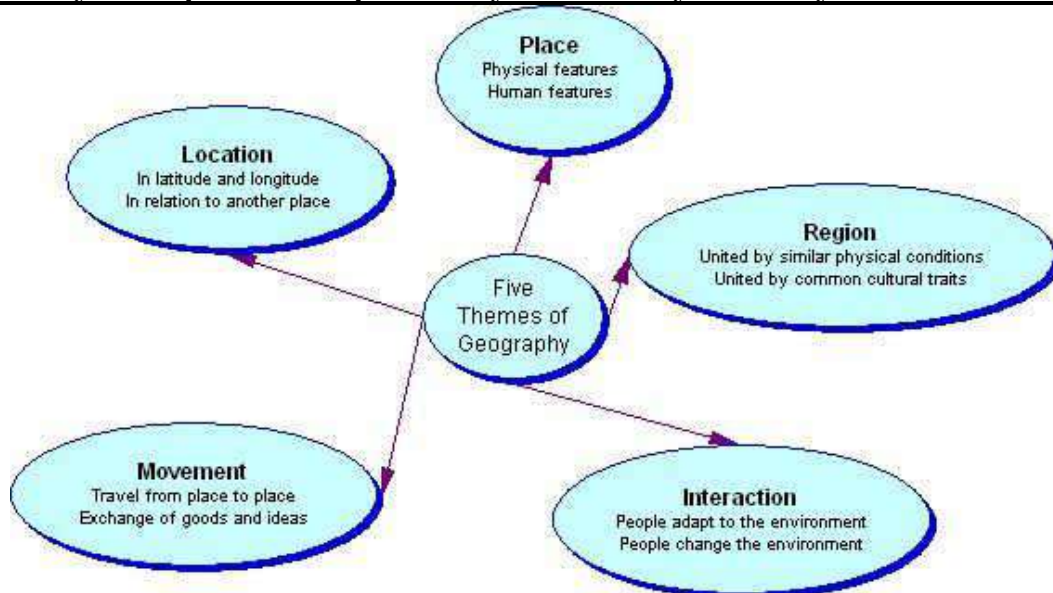 Place
Physical features
Human features
Location
In latitude and longitude
In relation to another place
Region
United by similar physical conditions
United by common cultural traits
Five
Themes of
Geography
Movement
Travel from place to place
Exchange of goods and ideas
Interaction
People adapt to the environment
People change the environment